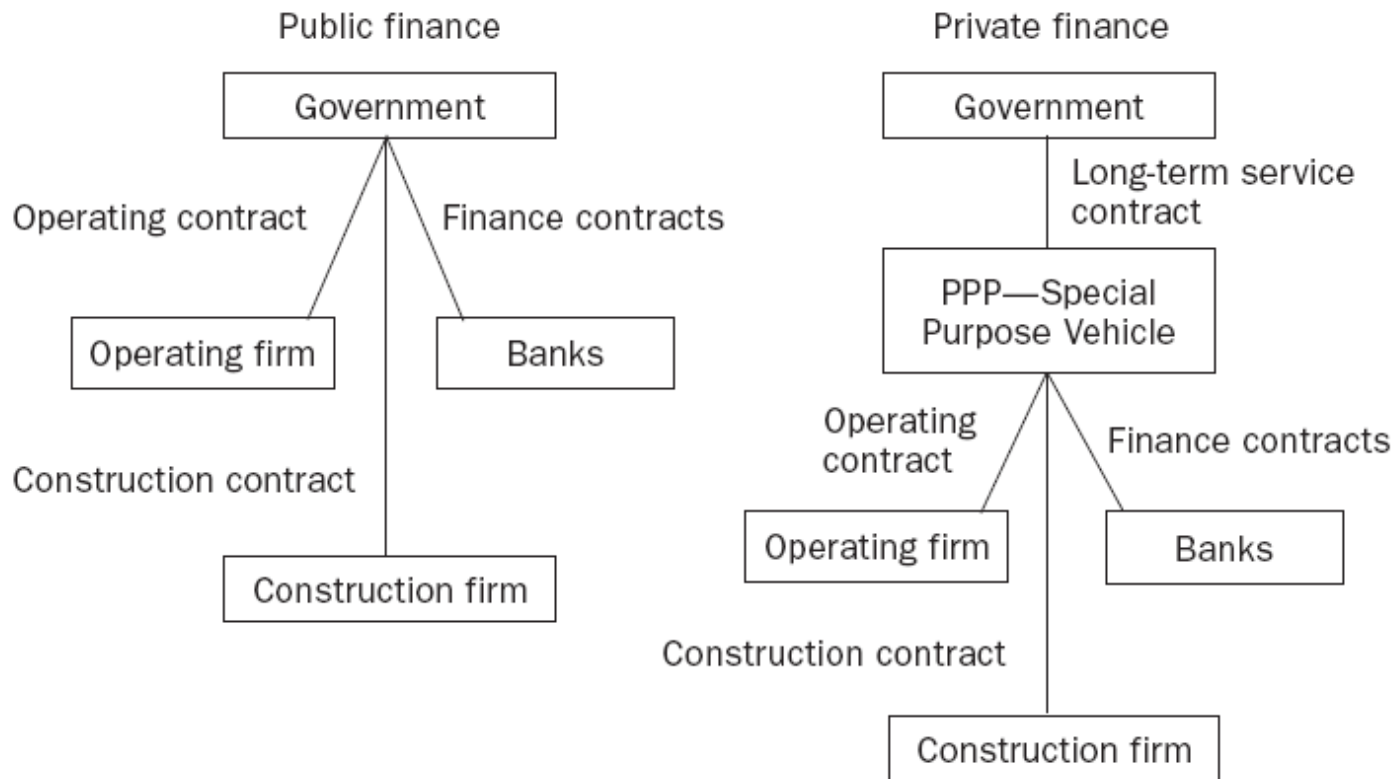 Public finance
Government
Operating contract
Finance contracts
Operating firm
Banks
Construction contract
Construction firm
Private finance
Government
Long-term service
contract
PPP—Special
Purpose Vehicle
Operating
contract
Finance contracts
Operating firm
Banks
Construction contract
Construction firm